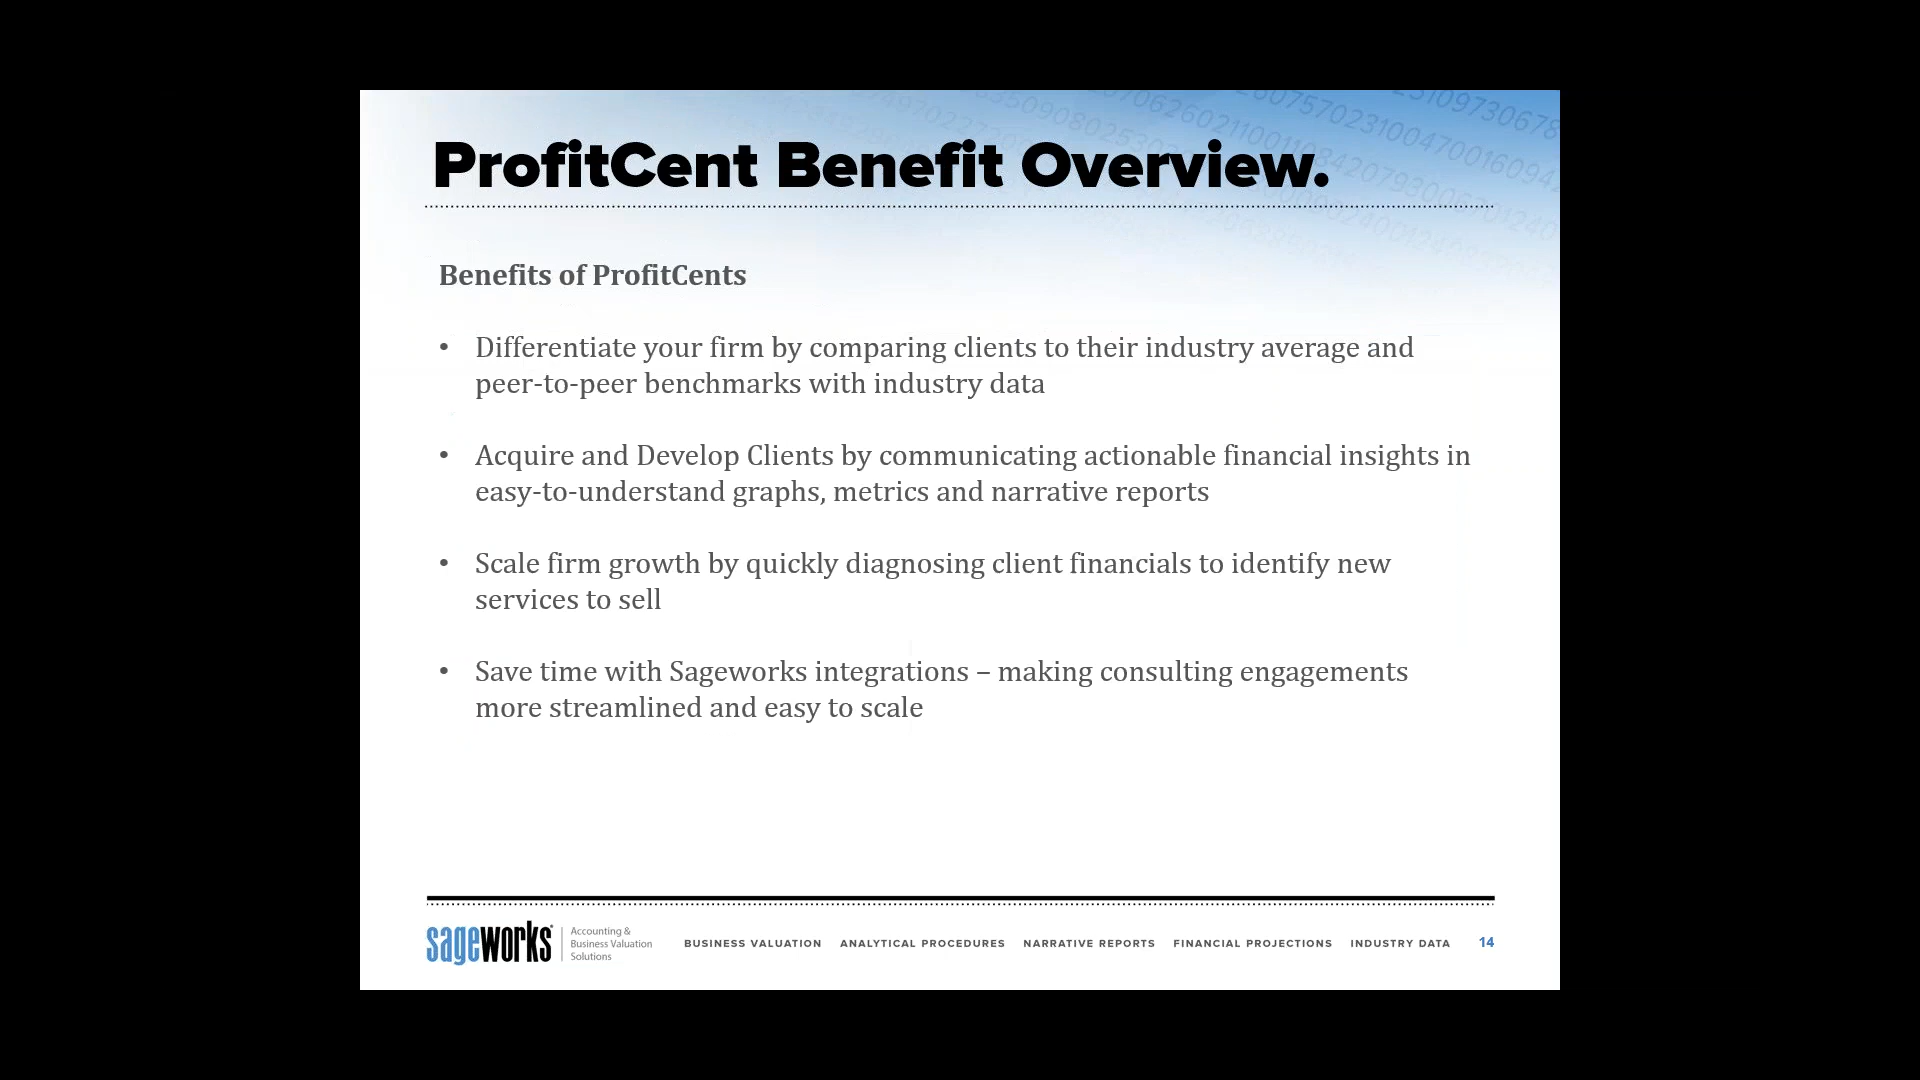 ProfitCent Benefit Overview.
Benefits of ProfitCents
• Differentiate your firm by comparing clients to their industry average and
peer-to-peer benchmarks with industry data
• Acquire and Develop Clients by communicating actionable financial insights in
easy-to-understand graphs, metrics and narrative reports
• Scale firm growth by quickly diagnosing client financials to identify new
services to sell
• Save time with Sageworks integrations – making consulting engagements
more streamlined and easy to scale
sageworks
Accounting &
Business Valuation
Solutions
BUSINESS VALUATION ANALYTICAL PROCEDURES NARRATIVE REPORTS FINANCIAL PROJECTIONS INDUSTRY DATA 14